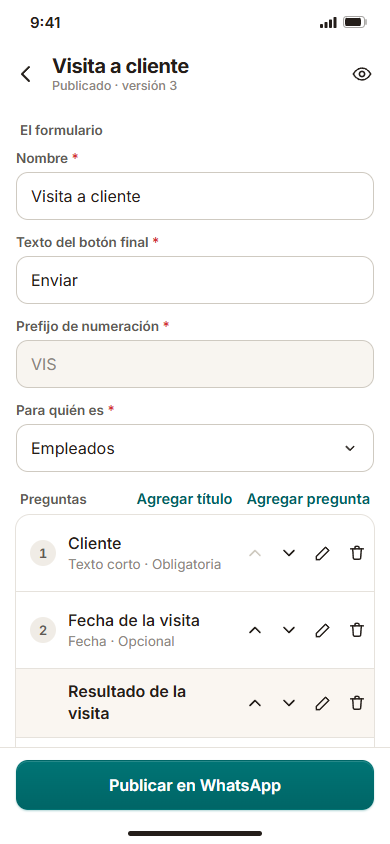 9:41
Visita a cliente
Publicado · versión 3
El formulario
Nombre *
Visita a cliente
Texto del botón final *
Enviar
Prefijo de numeración *
VIS
Para quién es *
Empleados
Preguntas Agregar título Agregar pregunta
1 Cliente
Texto corto · Obligatoria
2 Fecha de la visita
Fecha · Opcional
Resultado de la
visita
Publicar en WhatsApp